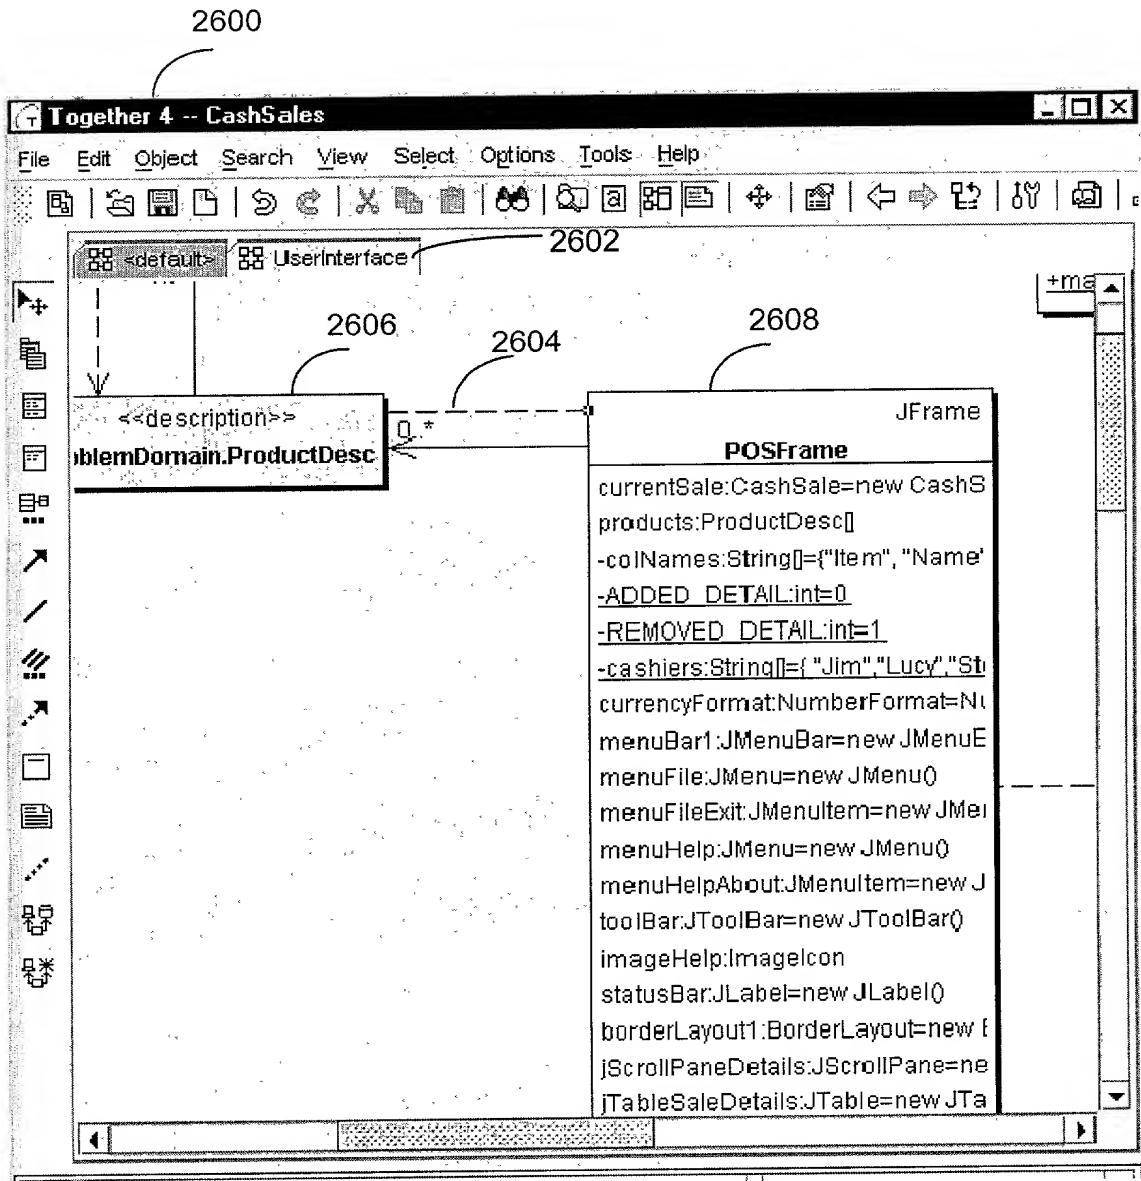 2600
Together 4 -- CashSales
File Edit Object Search View Select Options Tools Help
a
<default> UserInterface
2602
+ma
2606
2604
2608
<<description>>
blemDomain.ProductDesc
0..*
JFrame
POSFrame
currentSale:CashSale=new CashS
products:ProductDesc[]
-colNames:String[]={"Item", "Name"
-ADDED_DETAIL:int=0
-REMOVED_DETAIL:int=1
-cashiers:String[]={ "Jim","Lucy","St
currencyFormat:NumberFormat=Nu
menuBar1:JMenuBar=new JMenuE
menuFile:JMenu=new JMenu()
menuFileExit:JMenuItem=new JMe
menuHelp:JMenu=new JMenu()
menuHelpAbout:JMenuItem=new J
toolBar:JToolBar=new JToolBar()
imageHelp:ImageIcon
statusBar:JLabel=new JLabel()
borderLayout1:BorderLayout=new
jScrollPaneDetails:JScrollPane=ne
jTableSaleDetails:JTable=new JTa